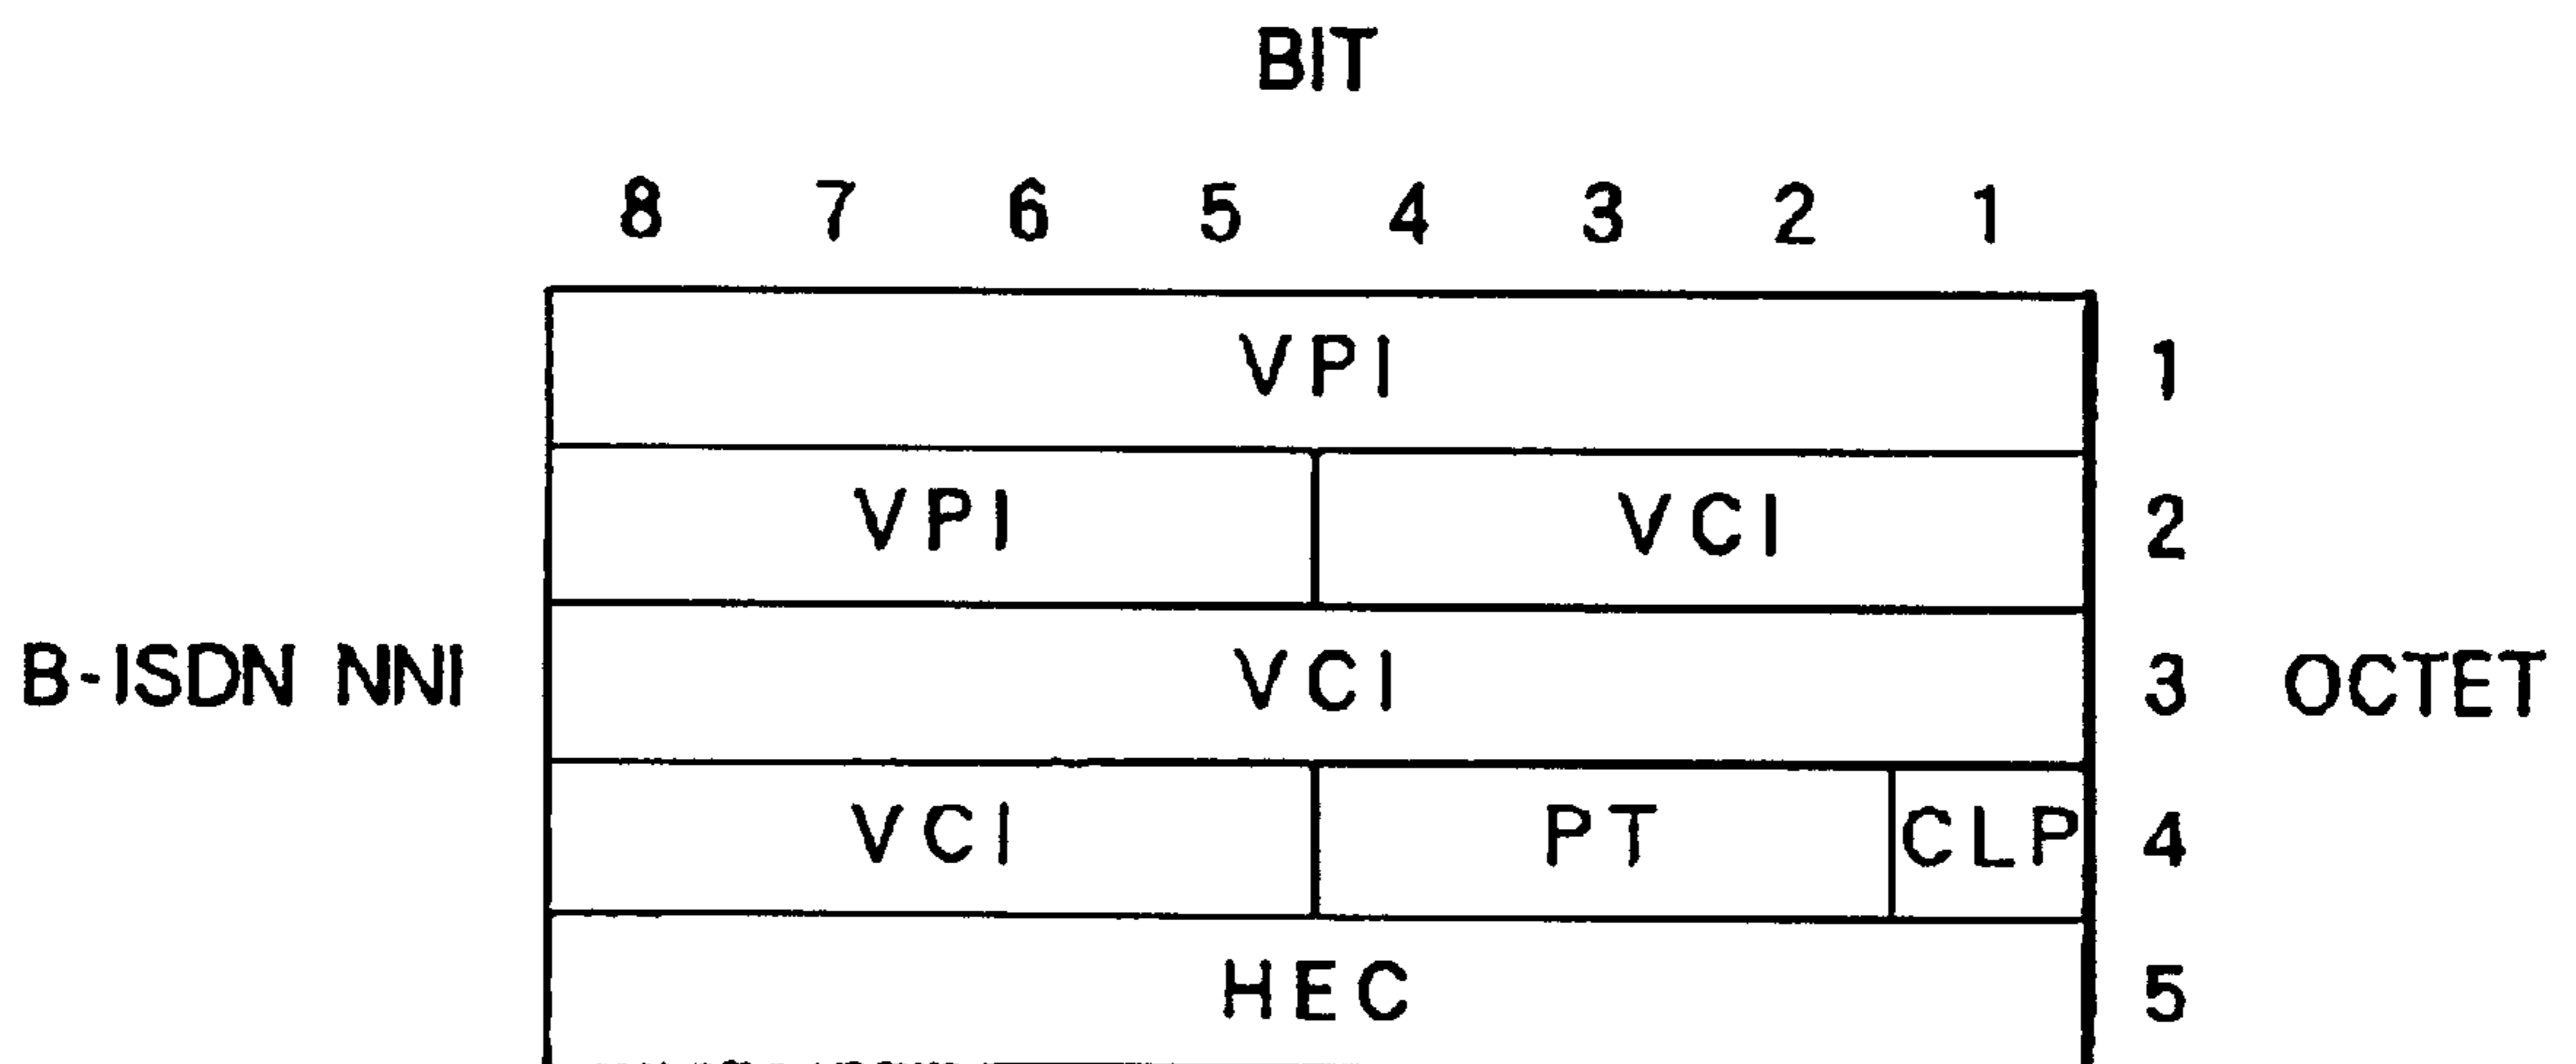 BIT
8 7 6 5 4 3 2 1
VPI 1
VPI VCI 2
B-ISDN NNI VCI 3 OCTET
VCI PT CLP 4
HEC 5